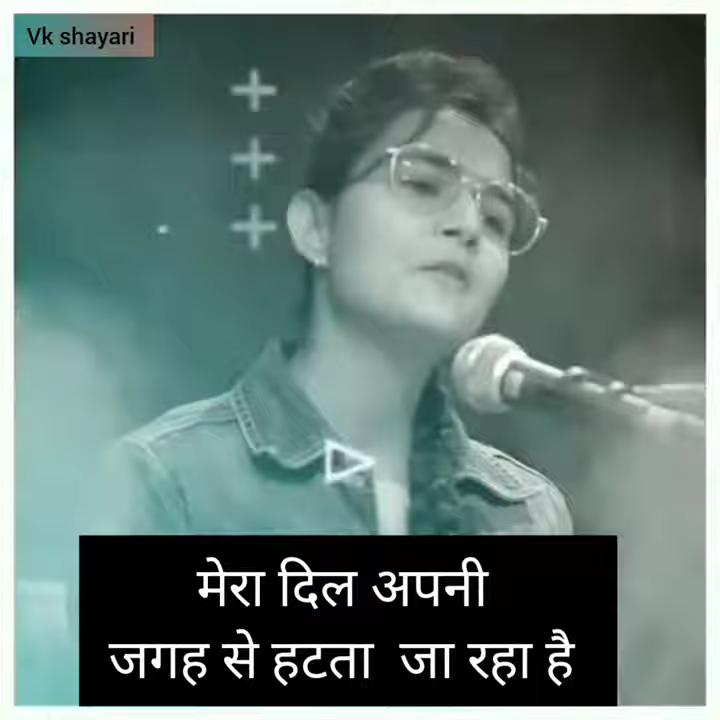 Vk shayari
मेरा दिल अपनी
जगह से हटता जा रहा है